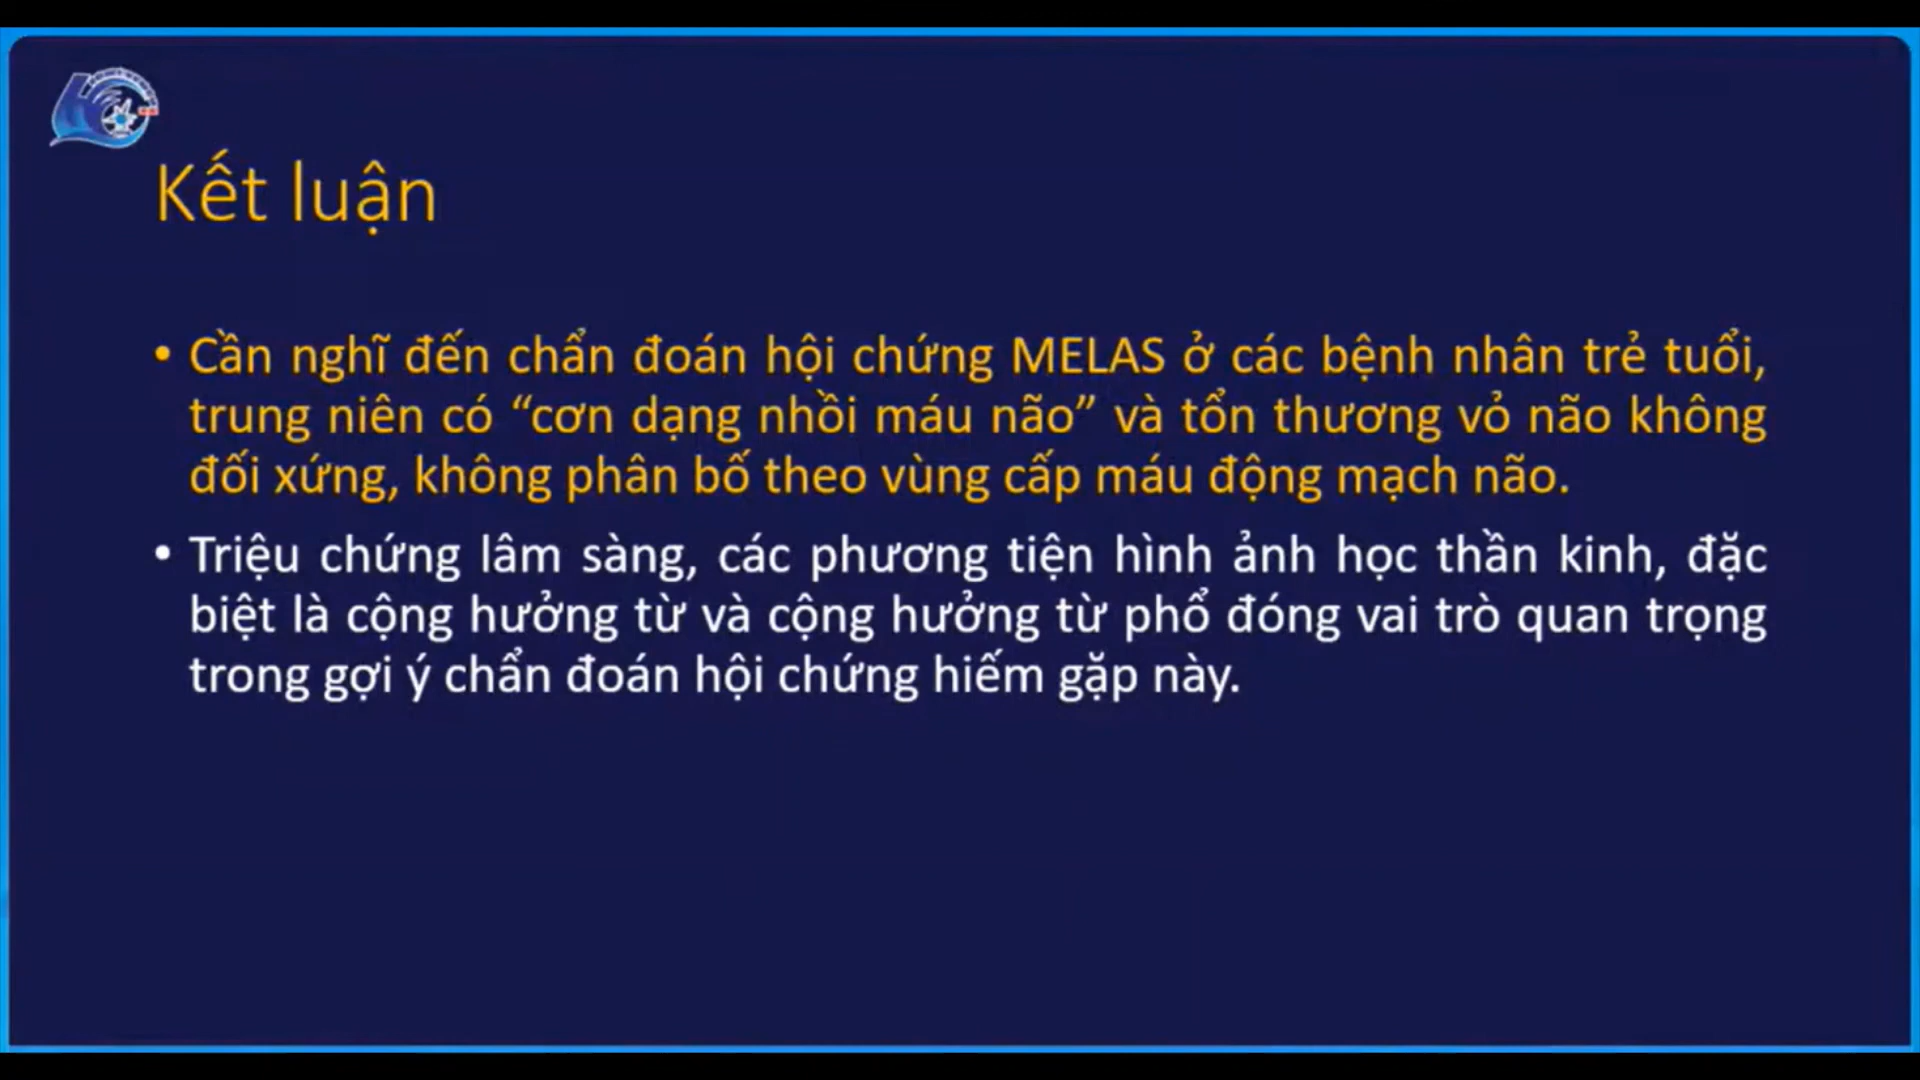 Kết luận
• Cần nghĩ đến chẩn đoán hội chứng MELAS ở các bệnh nhân trẻ tuổi,
trung niên có “cơn dạng nhồi máu não” và tổn thương vỏ não không
đối xứng, không phân bố theo vùng cấp máu động mạch não.
• Triệu chứng lâm sàng, các phương tiện hình ảnh học thần kinh, đặc
biệt là cộng hưởng từ và cộng hưởng từ phổ đóng vai trò quan trọng
trong gợi ý chẩn đoán hội chứng hiếm gặp này.